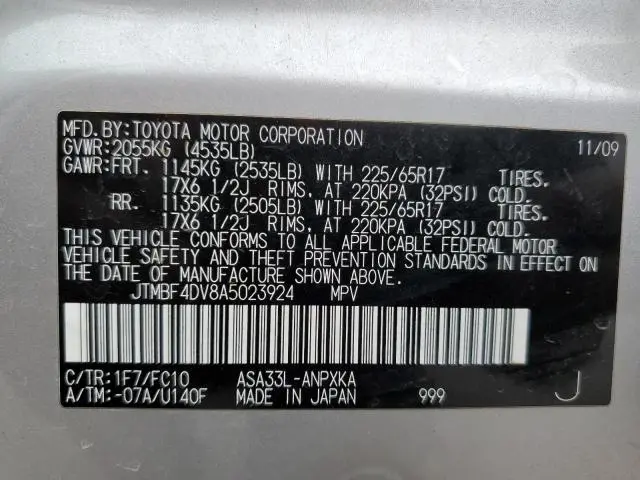 MFD.BY:TOYOTA MOTOR CORPORATION 11/09
GVWR:2055KG (4535LB)
GAWR:FRT. 1145KG (2535LB) WITH 225/65R17 TIRES.
17X6 1/2J RIMS, AT 220KPA (32PSI) COLD.
RR. 1135KG (2505LB) WITH 225/65R17 TIRES.
17X6 1/2J RIMS, AT 220KPA (32PSI) COLD.
THIS VEHICLE CONFORMS TO ALL APPLICABLE FEDERAL MOTOR
VEHICLE SAFETY AND THEFT PREVENTION STANDARDS IN EFFECT ON
THE DATE OF MANUFACTURE SHOWN ABOVE.
JTMBF4DV8A5023924 MPV
C/TR:1F7/FC10 ASA33L-ANPXKA J
A/TM:-07A/U140F MADE IN JAPAN 999